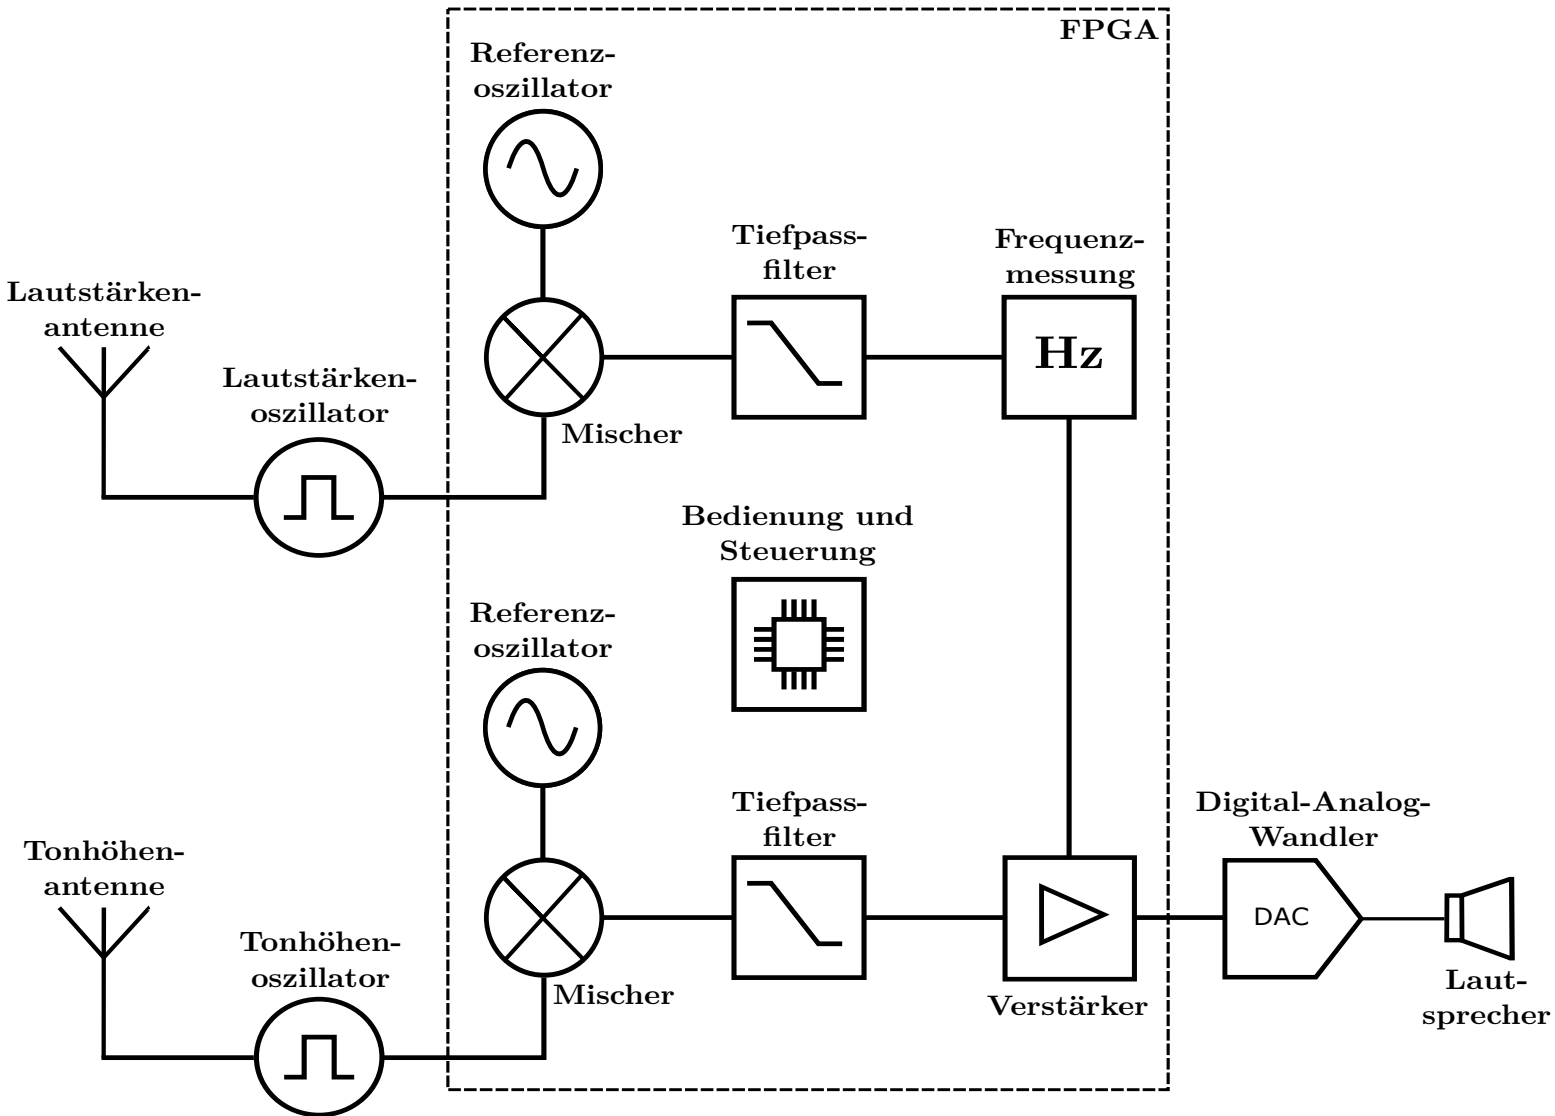 FPGA
Referenz-
oszillator
Tiefpass-
filter
Frequenz-
messung
Hz
Lautstärken-
antenne
Lautstärken-
oszillator
Mischer
Bedienung und
Steuerung
Referenz-
oszillator
Tiefpass-
filter
Digital-Analog-
Wandler
DAC
Tonhöhen-
antenne
Tonhöhen-
oszillator
Mischer
Verstärker
Laut-
sprecher